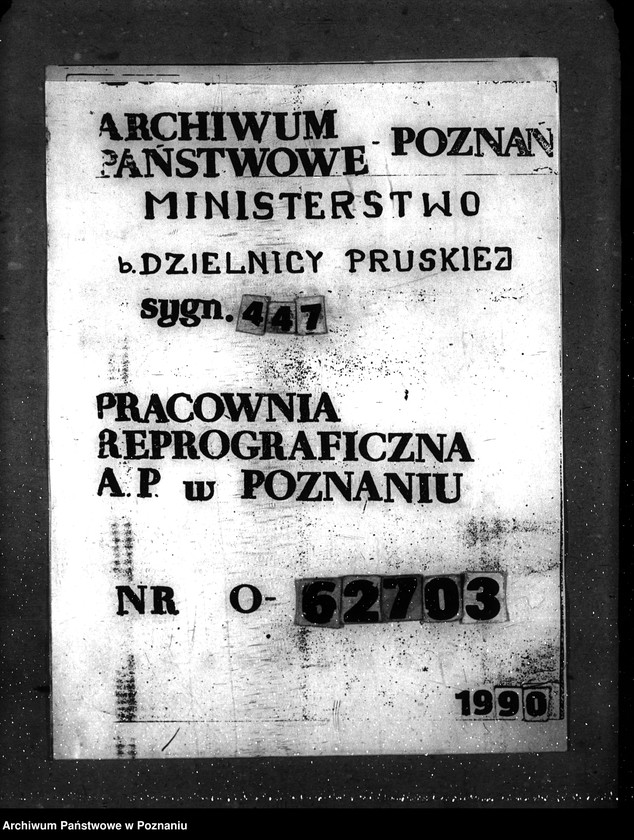 ARCHIWUM
PAŃSTWOWE - POZNAŃ
MINISTERSTWO
b. DZIELNICY PRUSKIEJ
sygn. 447
PRACOWNIA
REPROGRAFICZNA
A.P. w POZNANIU
NR O- 62703
1990
Archiwum Państwowe w Poznaniu